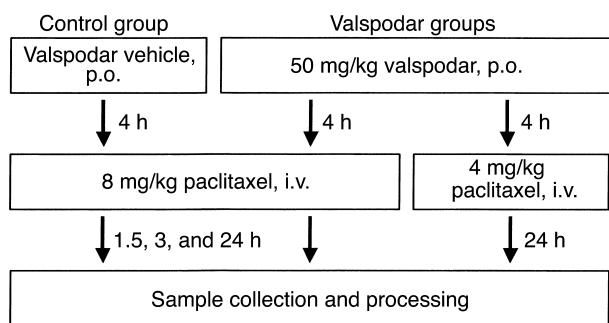 Control group
Valspodar groups
Valspodar vehicle,
p.o.
50 mg/kg valspodar, p.o.
4 h
4 h
4 h
8 mg/kg paclitaxel, i.v.
4 mg/kg
paclitaxel, i.v.
1.5, 3, and 24 h
24 h
Sample collection and processing